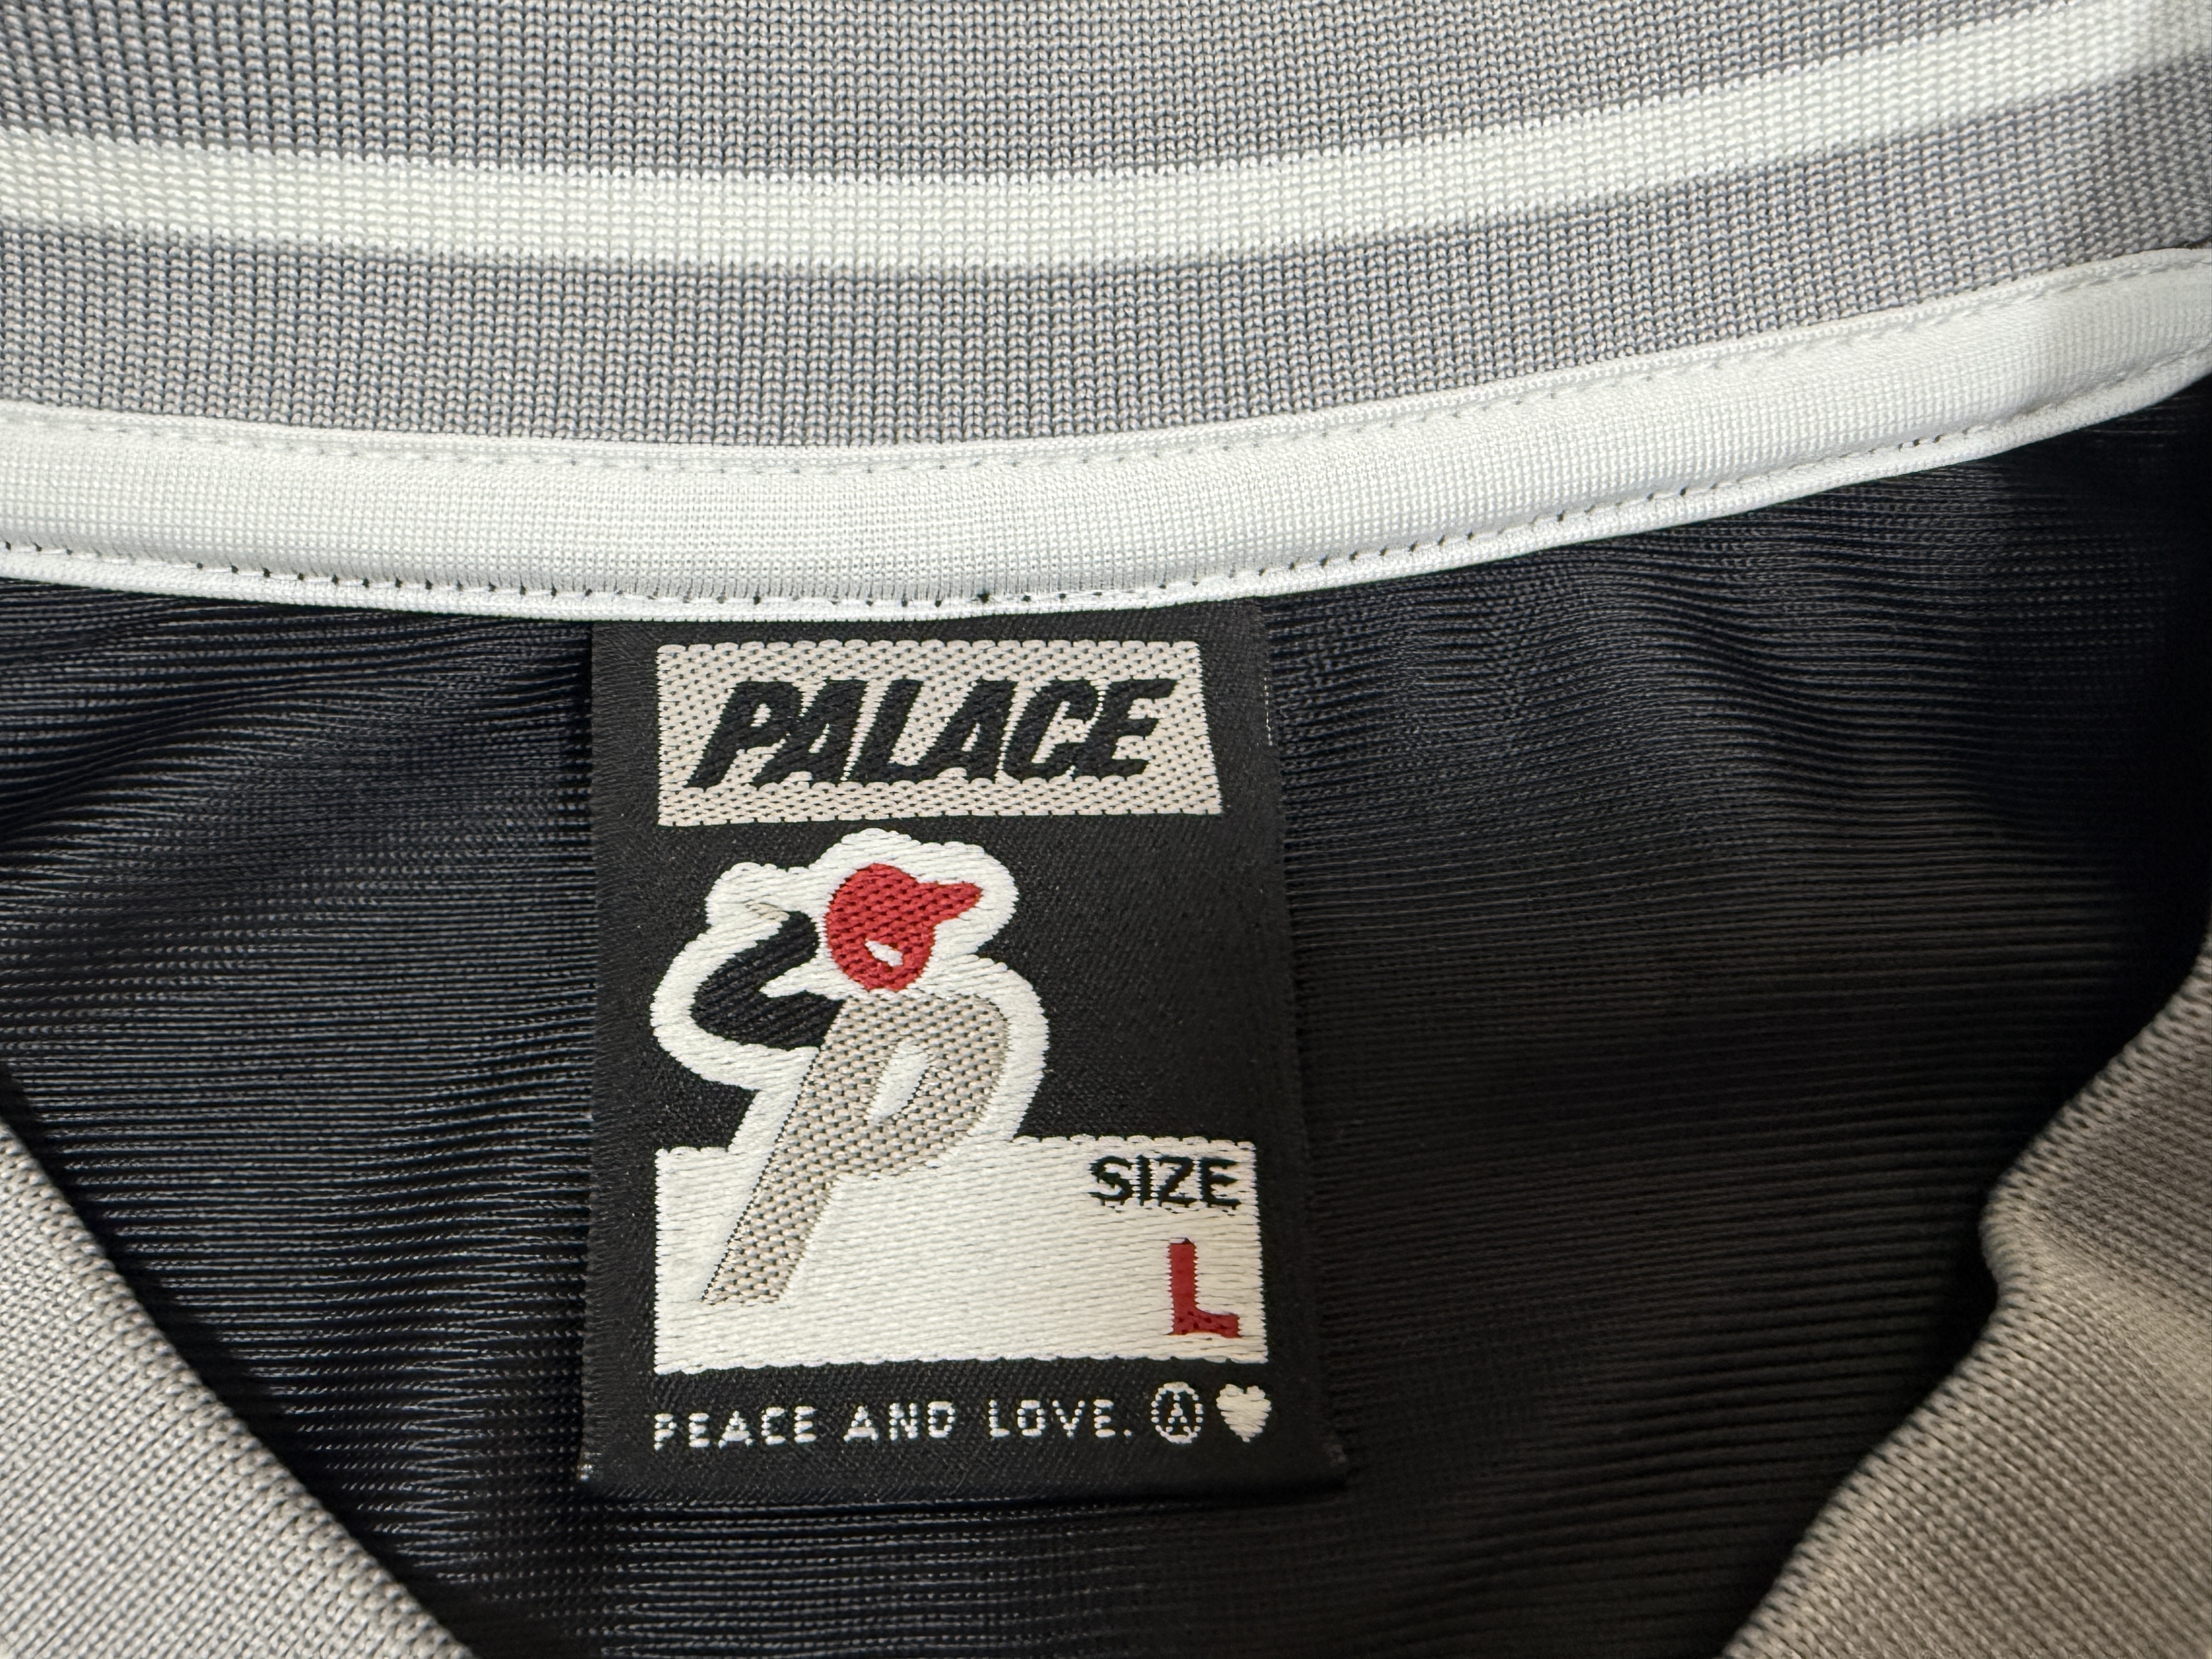 PALACE
P
SIZE
L
PEACE AND LOVE. Ⓐ♥